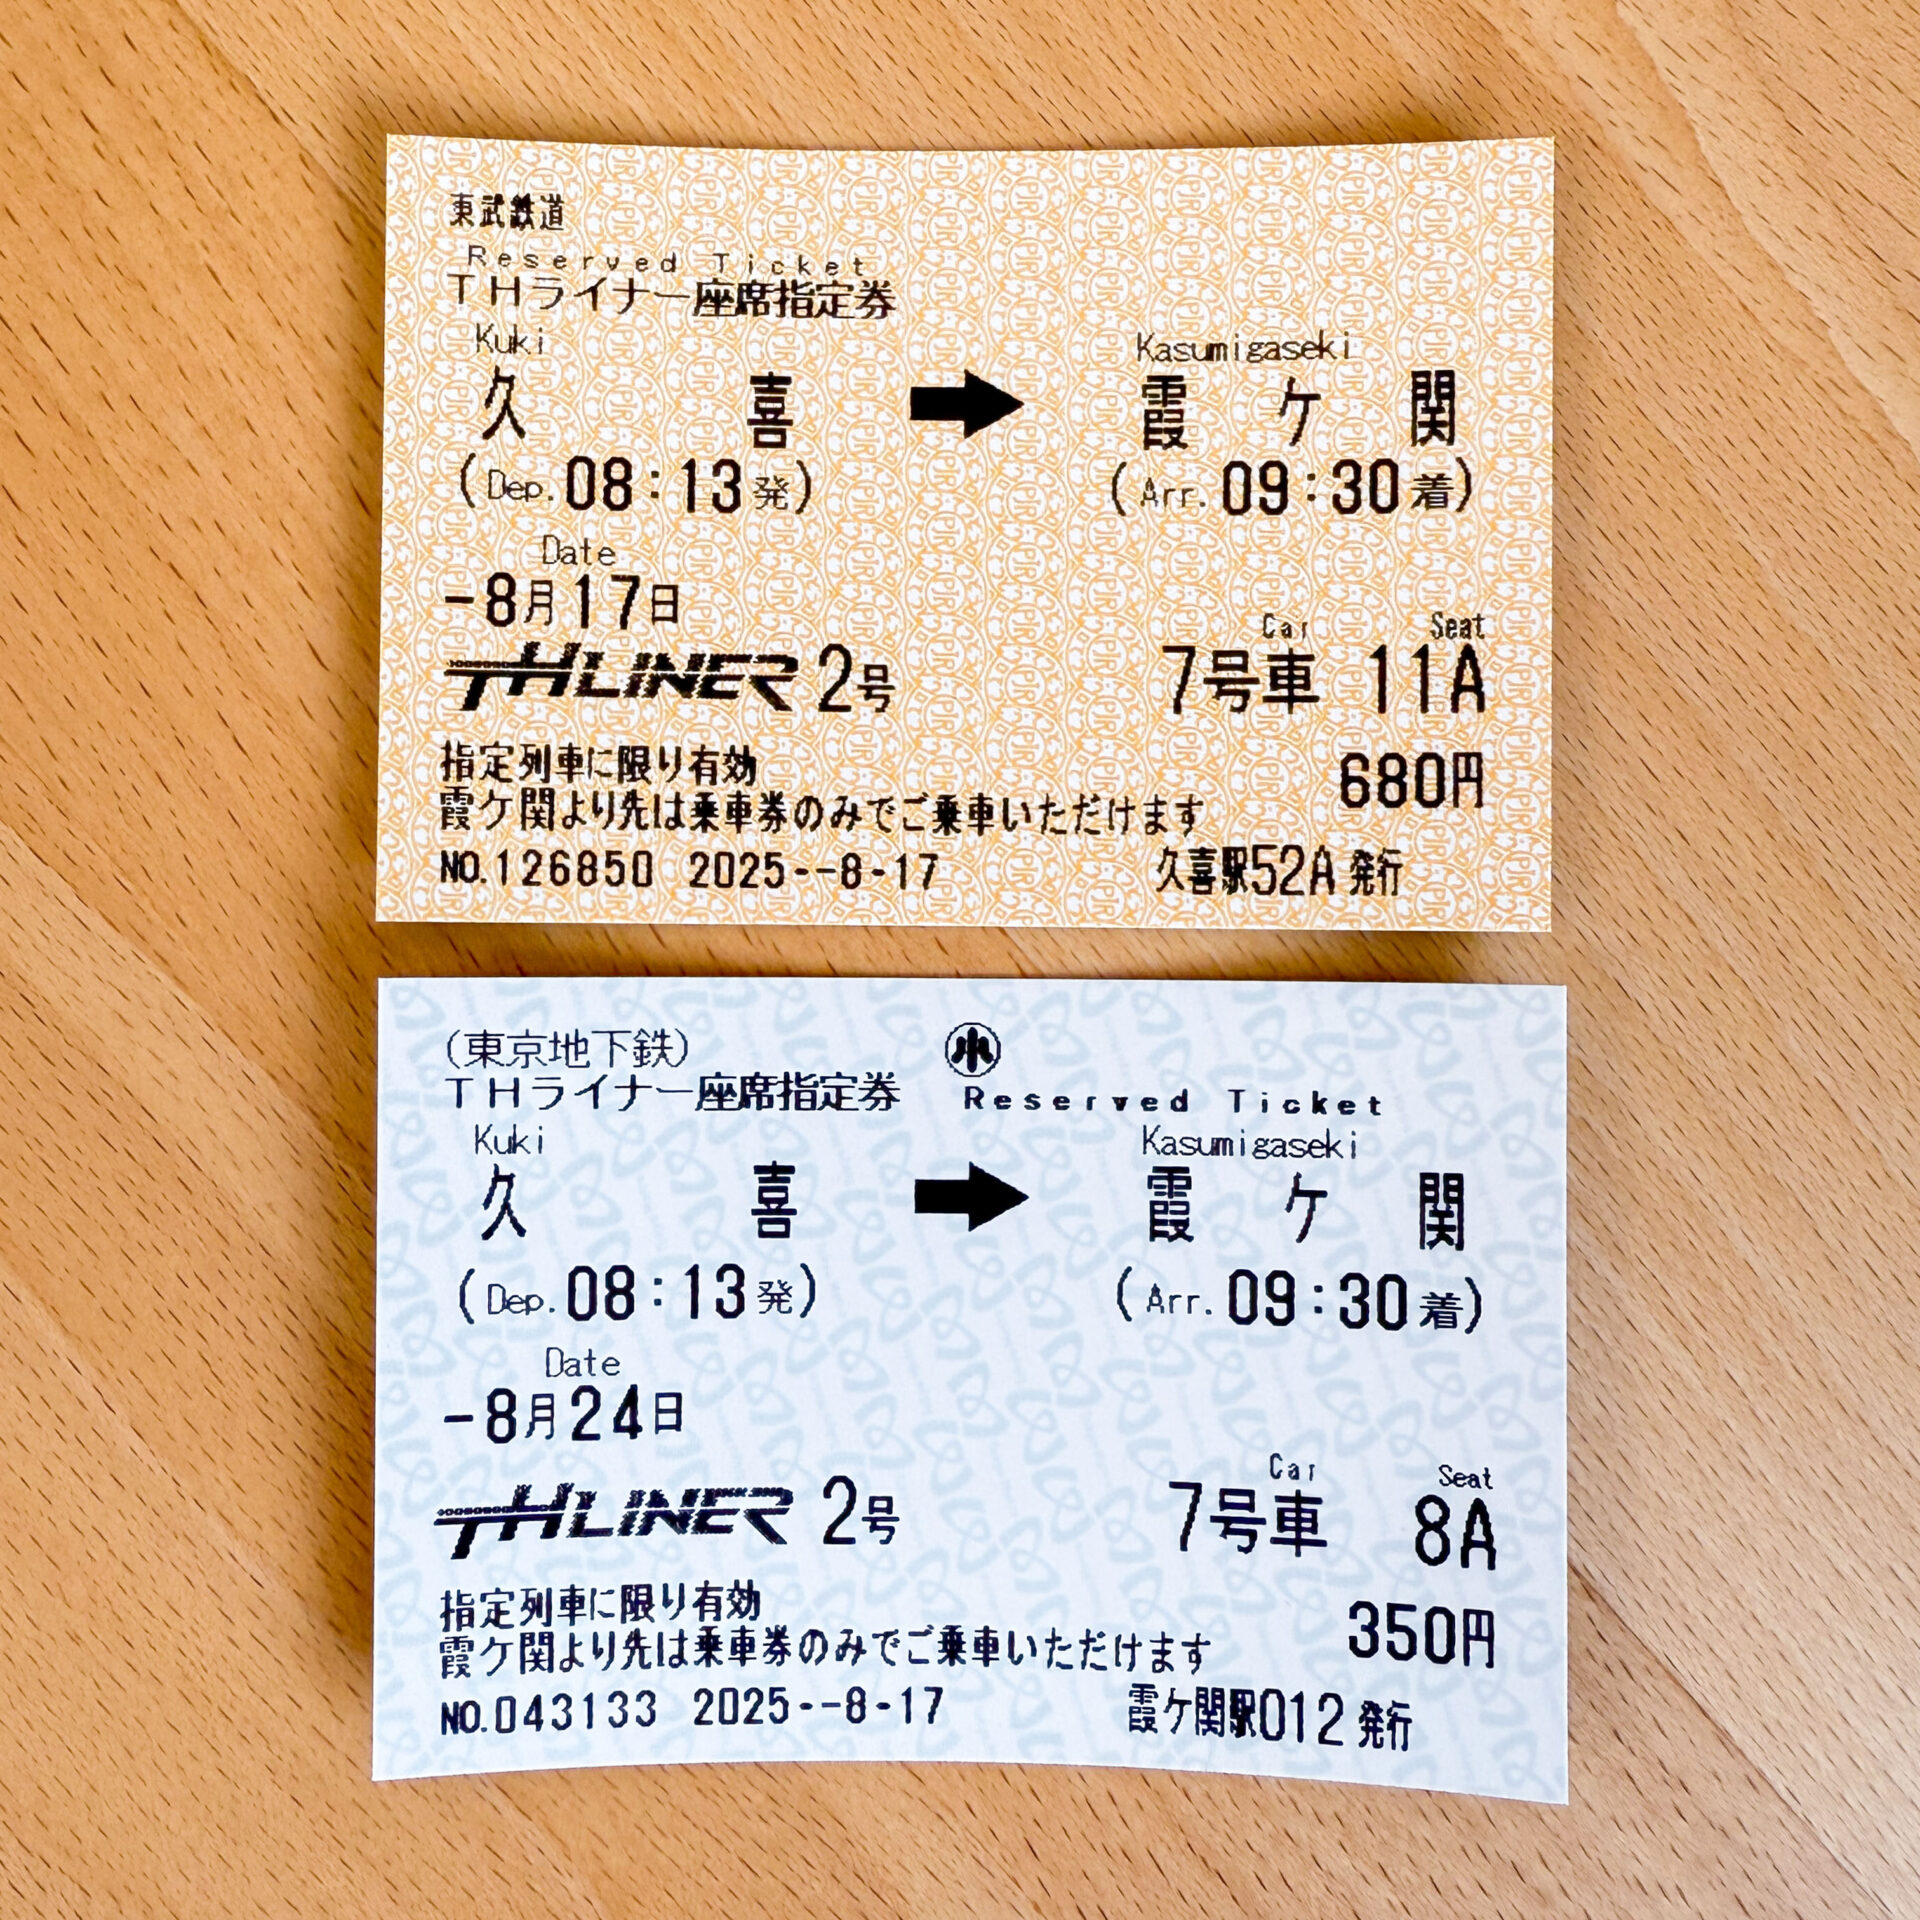 東武鉄道
Reserved Ticket
THライナー座席指定券
Kuki Kasumigaseki
久喜 ➡ 霞ケ関
(Dep. 08:13発) (Arr. 09:30着)
Date
-8月17日
Car Seat
THLINER 2号 7号車 11A
指定列車に限り有効 680円
霞ケ関より先は乗車券のみでご乗車いただけます
NO.126850 2025--8-17 久喜駅52A発行
(東京地下鉄) 小
THライナー座席指定券 Reserved Ticket
Kuki Kasumigaseki
久喜 ➡ 霞ケ関
(Dep. 08:13発) (Arr. 09:30着)
Date
-8月24日
Car Seat
THLINER 2号 7号車 8A
指定列車に限り有効 350円
霞ケ関より先は乗車券のみでご乗車いただけます
NO.043133 2025--8-17 霞ケ関駅012発行